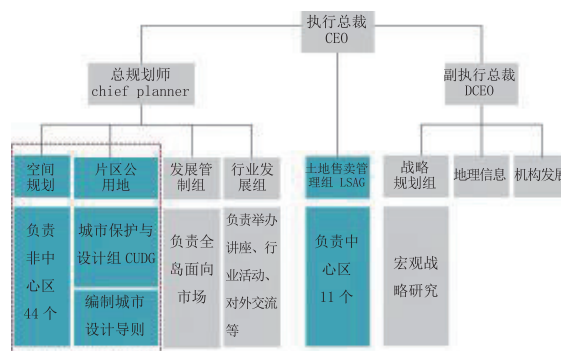 执行总裁
CEO
总规划师
chief planner
副执行总裁
DCEO
空间
规划
片区公
用地
发展管
制组
行业发
展组
土地售卖管
理组 LSAG
战略
规划组
地理信息
机构发展
负责
非中
心区
44 个
城市保护与
设计组 CUDG
编制城市
设计导则
负责全
岛面向
市场
负责举办
讲座、行
业活动、
对外交流
等
负责中
心区
11 个
宏观战
略研究